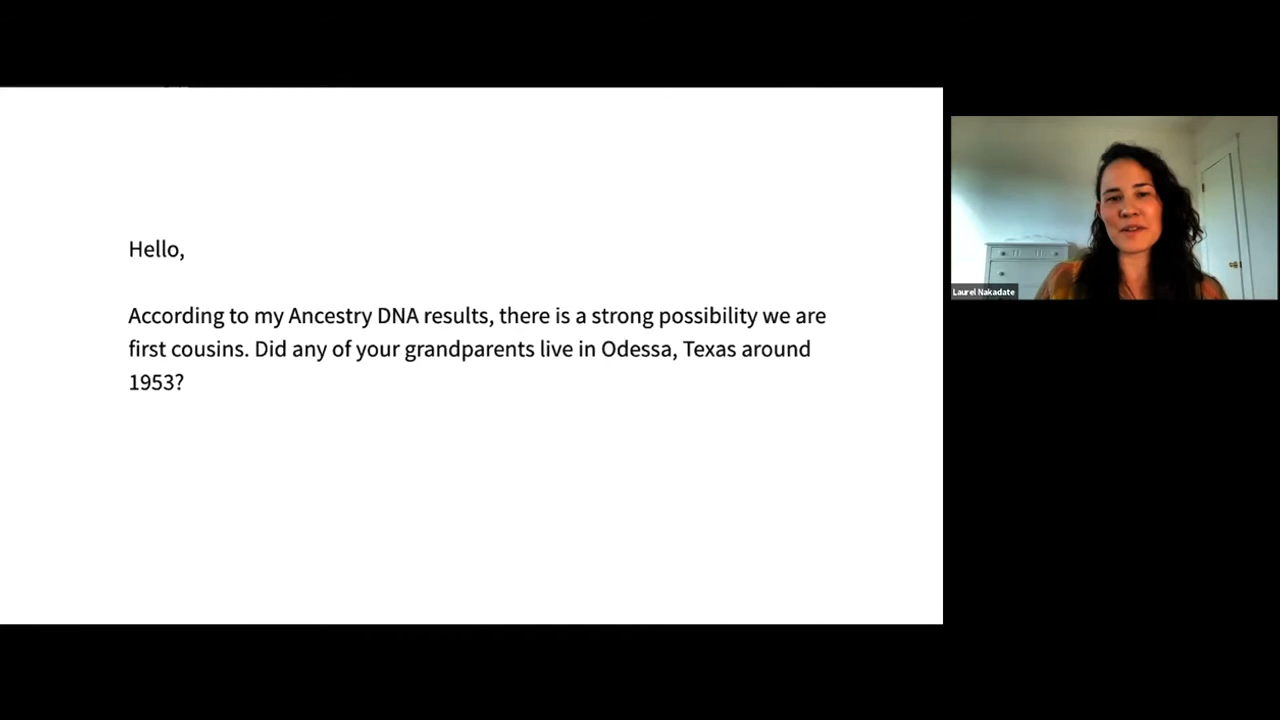 Hello,
According to my Ancestry DNA results, there is a strong possibility we are
first cousins. Did any of your grandparents live in Odessa, Texas around
1953?
Laurel Nakadate